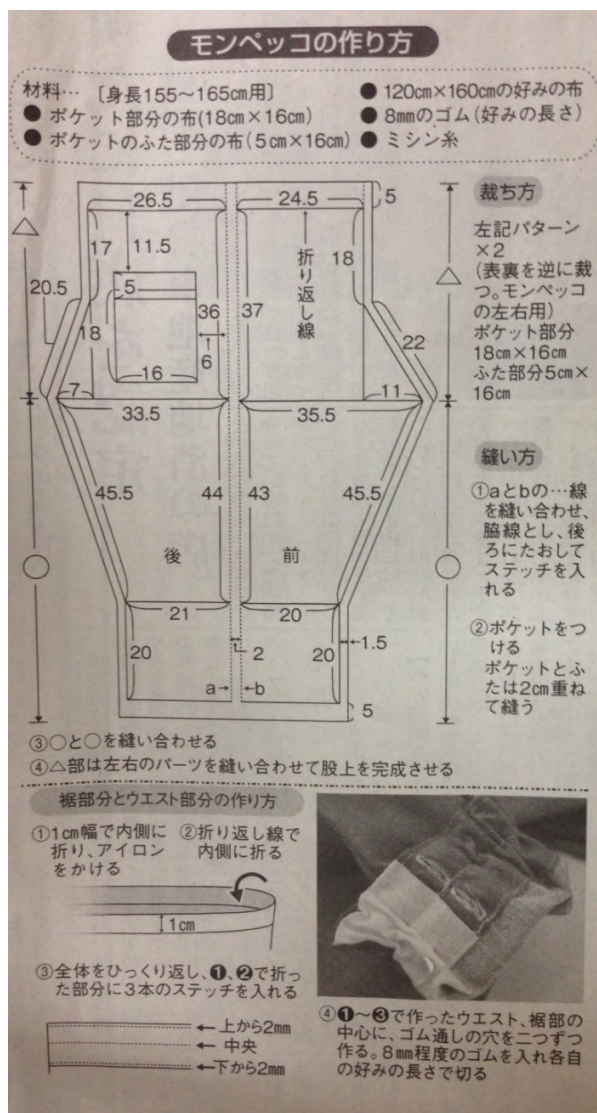 モンペッコの作り方
材料… 〔身長155〜165cm用〕
● ポケット部分の布(18cm×16cm)
● ポケットのふた部分の布(5cm×16cm)
● 120cm×160cmの好みの布
● 8mmのゴム(好みの長さ)
● ミシン糸
26.5
24.5
5
△
17
11.5
折り返し線
18
△
20.5
5
36
37
18
6
22
16
7
11
33.5
35.5
45.5
44
43
45.5
○
後
前
○
21
20
20
2
20
1.5
a
b
5
裁ち方
左記パターン
×2
(表裏を逆に裁
つ。モンペッコ
の左右用)
ポケット部分
18cm×16cm
ふた部分5cm×
16cm
縫い方
①aとbの…線
を縫い合わせ、
脇線とし、後
ろにたおして
ステッチを入
れる
②ポケットをつ
ける
ポケットとふ
たは2cm重ね
て縫う
③○と○を縫い合わせる
④△部は左右のパーツを縫い合わせて股上を完成させる
裾部分とウエスト部分の作り方
①1cm幅で内側に
折り、アイロン
をかける
②折り返し線で
内側に折る
1cm
③全体をひっくり返し、❶、❷で折っ
た部分に3本のステッチを入れる
上から2mm
中央
下から2mm
④❶〜❸で作ったウエスト、裾部の
中心に、ゴム通しの穴を二つずつ
作る。8mm程度のゴムを入れ各自
の好みの長さで切る